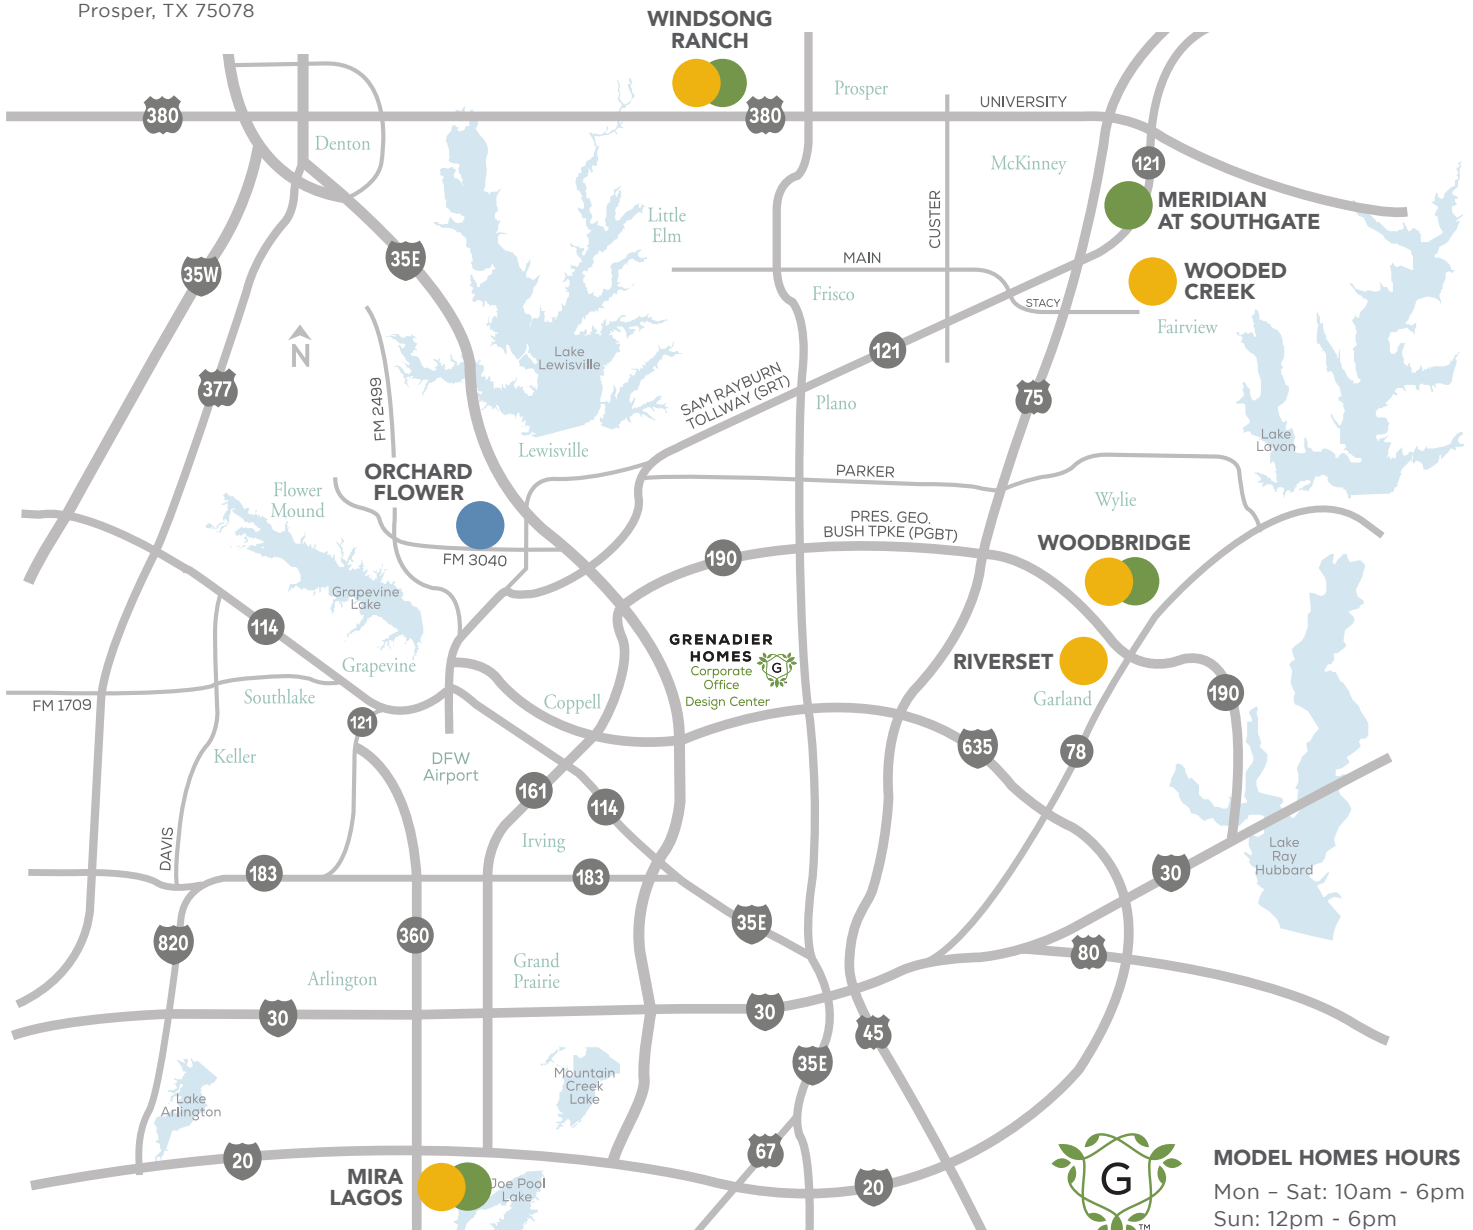 Prosper, TX 75078
WINDSONG
RANCH
Prosper
380
380
UNIVERSITY
Denton
McKinney
121
MERIDIAN
AT SOUTHGATE
Little
Elm
CUSTER
35E
35W
MAIN
WOODED
CREEK
Frisco
STACY
Fairview
N
Lake
Lewisville
121
SAM RAYBURN
TOLLWAY (SRT)
377
FM 2499
75
Plano
Lake
Lavon
Lewisville
ORCHARD
FLOWER
PARKER
Flower
Mound
Wylie
PRES. GEO.
BUSH TPKE (PGBT)
WOODBRIDGE
FM 3040
190
Grapevine
Lake
114
GRENADIER
HOMES
Corporate
Office
Design Center
G
RIVERSET
Grapevine
Southlake
Coppell
Garland
190
FM 1709
121
635
78
Keller
DFW
Airport
161
114
DAVIS
Irving
Lake
Ray
Hubbard
183
183
30
35E
820
360
80
Grand
Prairie
Arlington
30
30
45
35E
Mountain
Creek
Lake
Lake
Arlington
67
20
20
MIRA
LAGOS
Joe Pool
Lake
G
TM
MODEL HOMES HOURS
Mon – Sat: 10am - 6pm
Sun: 12pm - 6pm